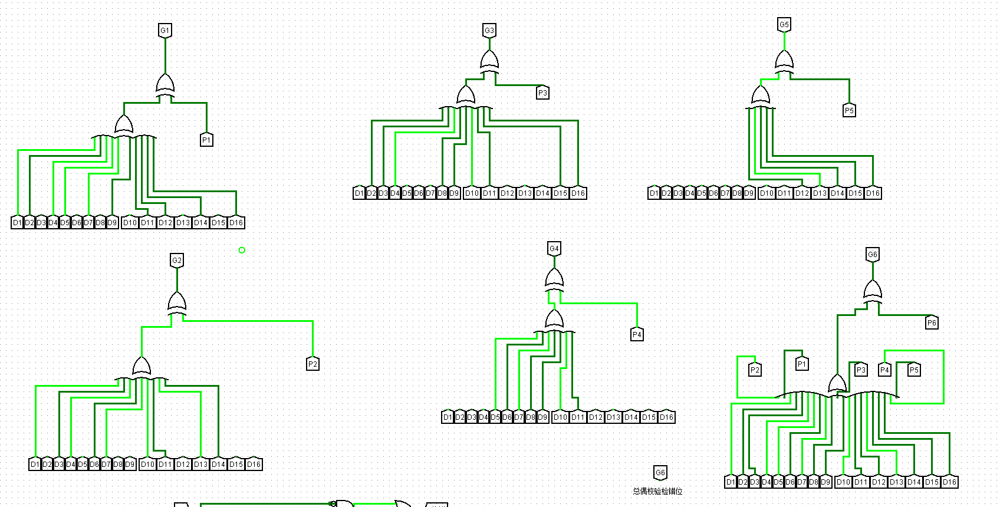 G1
P1
D1 D2 D3 D4 D5 D6 D7 D8 D9 D10 D11 D12 D13 D14 D15 D16
G3
P3
D1 D2 D3 D4 D5 D6 D7 D8 D9 D10 D11 D12 D13 D14 D15 D16
G5
P5
D1 D2 D3 D4 D5 D6 D7 D8 D9 D10 D11 D12 D13 D14 D15 D16
G2
P2
D1 D2 D3 D4 D5 D6 D7 D8 D9 D10 D11 D12 D13 D14 D15 D16
G4
P4
D1 D2 D3 D4 D5 D6 D7 D8 D9 D10 D11 D12 D13 D14 D15 D16
G6
P6
P2 P1 P3 P4 P5
D1 D2 D3 D4 D5 D6 D7 D8 D9 D10 D11 D12 D13 D14 D15 D16
G6
总偶校验检错位